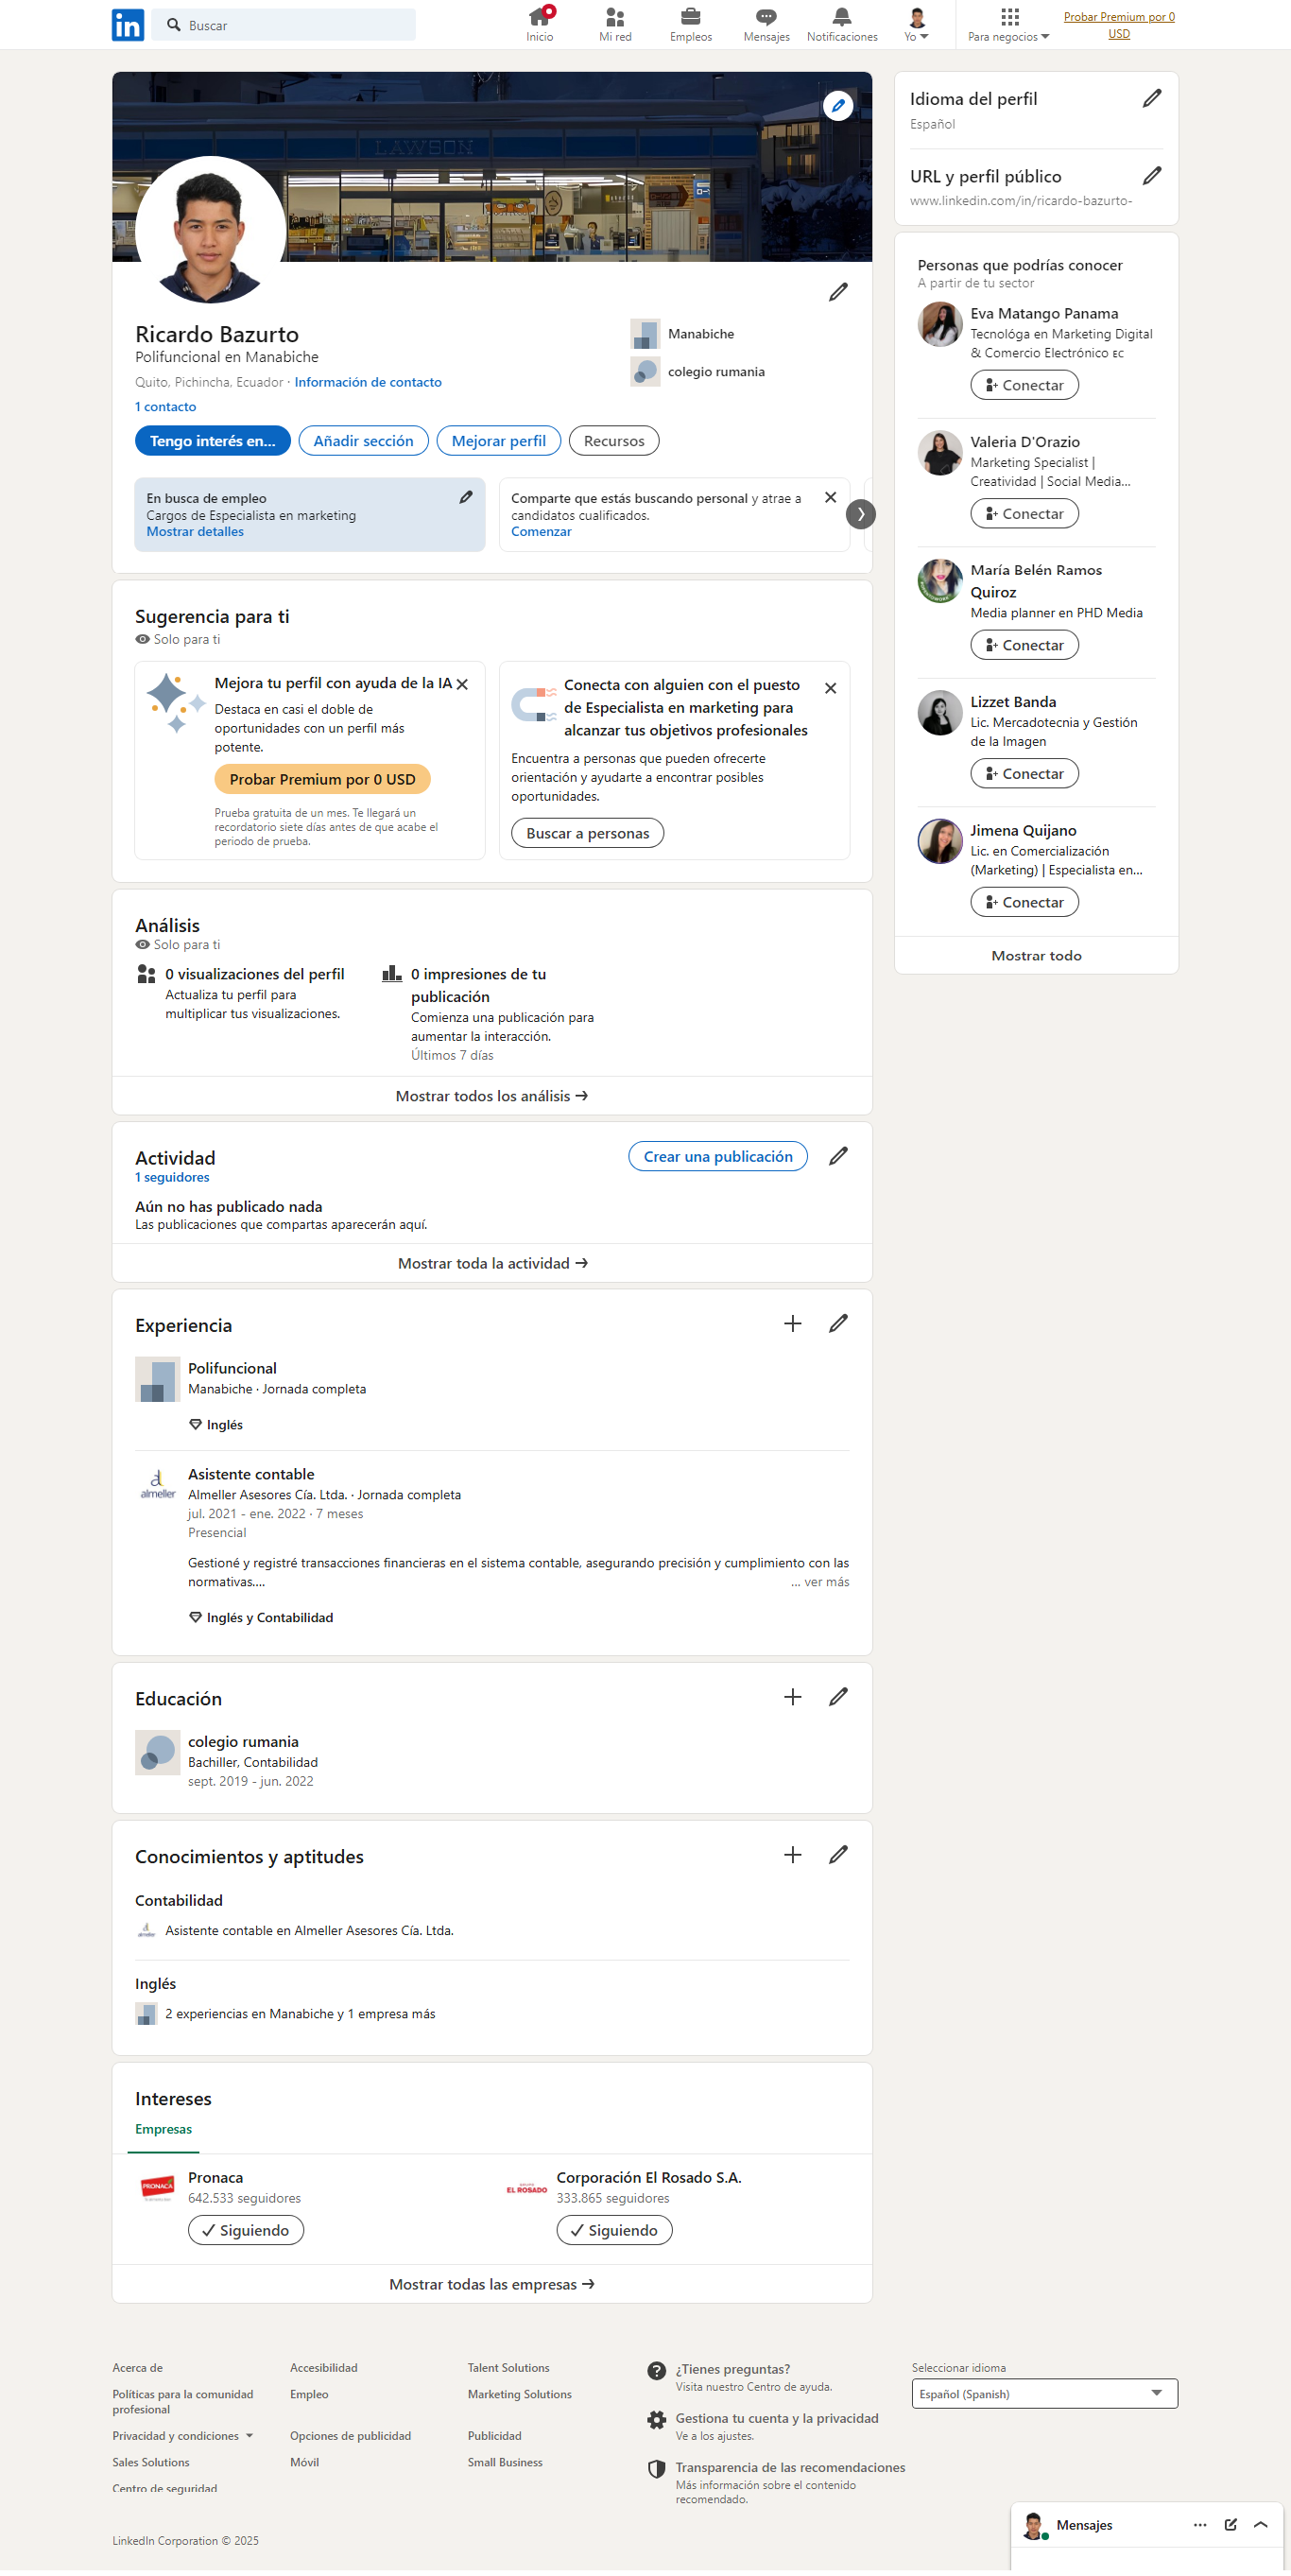 in
Buscar
Inicio
Mi red
Empleos
Mensajes
Notificaciones
Yo
Para negocios
Probar Premium por 0
USD
LAWSON
Ricardo Bazurto
Polifuncional en Manabiche
Quito, Pichincha, Ecuador · Información de contacto
1 contacto
Manabiche
colegio rumania
Tengo interés en...
Añadir sección
Mejorar perfil
Recursos
En busca de empleo
Cargos de Especialista en marketing
Mostrar detalles
Comparte que estás buscando personal y atrae a
candidatos cualificados.
Comenzar
Sugerencia para ti
Solo para ti
Mejora tu perfil con ayuda de la IA
Destaca en casi el doble de
oportunidades con un perfil más
potente.
Probar Premium por 0 USD
Prueba gratuita de un mes. Te llegará un
recordatorio siete días antes de que acabe el
periodo de prueba.
Conecta con alguien con el puesto
de Especialista en marketing para
alcanzar tus objetivos profesionales
Encuentra a personas que pueden ofrecerte
orientación y ayudarte a encontrar posibles
oportunidades.
Buscar a personas
Análisis
Solo para ti
0 visualizaciones del perfil
Actualiza tu perfil para
multiplicar tus visualizaciones.
0 impresiones de tu
publicación
Comienza una publicación para
aumentar la interacción.
Últimos 7 días
Mostrar todos los análisis →
Actividad
1 seguidores
Crear una publicación
Aún no has publicado nada
Las publicaciones que compartas aparecerán aquí.
Mostrar toda la actividad →
Experiencia
Polifuncional
Manabiche · Jornada completa
Inglés
almeller
Asistente contable
Almeller Asesores Cía. Ltda. · Jornada completa
jul. 2021 - ene. 2022 · 7 meses
Presencial
Gestioné y registré transacciones financieras en el sistema contable, asegurando precisión y cumplimiento con las
normativas....
... ver más
Inglés y Contabilidad
Educación
colegio rumania
Bachiller, Contabilidad
sept. 2019 - jun. 2022
Conocimientos y aptitudes
Contabilidad
Asistente contable en Almeller Asesores Cía. Ltda.
Inglés
2 experiencias en Manabiche y 1 empresa más
Intereses
Empresas
PRONACA
Pronaca
642.533 seguidores
Siguiendo
EL ROSADO
Corporación El Rosado S.A.
333.865 seguidores
Siguiendo
Mostrar todas las empresas →
Idioma del perfil
Español
URL y perfil público
www.linkedin.com/in/ricardo-bazurto-
Personas que podrías conocer
A partir de tu sector
Eva Matango Panama
Tecnológa en Marketing Digital
& Comercio Electrónico ᴇᴄ
Conectar
Valeria D'Orazio
Marketing Specialist |
Creatividad | Social Media...
Conectar
María Belén Ramos
Quiroz
Media planner en PHD Media
Conectar
Lizzet Banda
Lic. Mercadotecnia y Gestión
de la Imagen
Conectar
Jimena Quijano
Lic. en Comercialización
(Marketing) | Especialista en...
Conectar
Mostrar todo
Acerca de
Accesibilidad
Talent Solutions
Políticas para la comunidad
profesional
Empleo
Marketing Solutions
Privacidad y condiciones
Opciones de publicidad
Publicidad
Sales Solutions
Móvil
Small Business
Centro de seguridad
¿Tienes preguntas?
Visita nuestro Centro de ayuda.
Gestiona tu cuenta y la privacidad
Ve a los ajustes.
Transparencia de las recomendaciones
Más información sobre el contenido
recomendado.
Seleccionar idioma
Español (Spanish)
LinkedIn Corporation © 2025
Mensajes